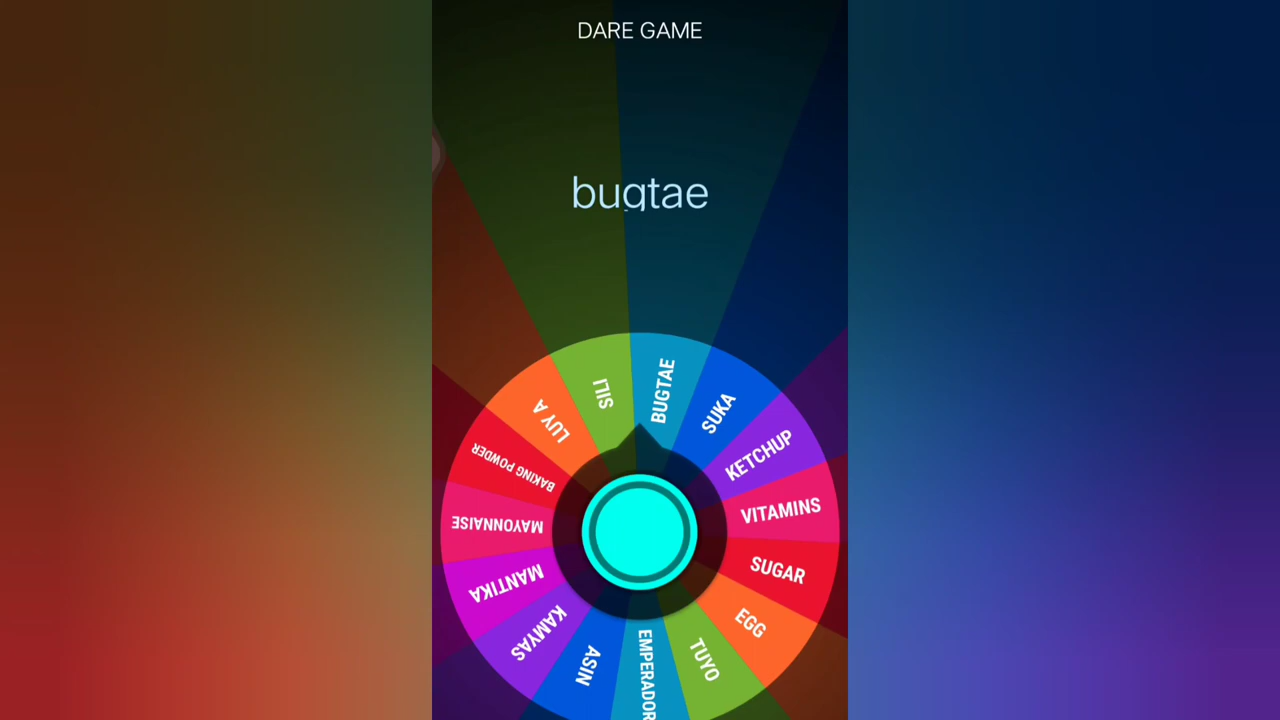 DARE GAME
bugtae
SILI
BUGTAE
SUKA
KETCHUP
VITAMINS
SUGAR
EGG
TUYO
EMPERADOR
ASIN
KAMYAS
MANTIKA
MAYONNAISE
BAKING POWDER
LUY A